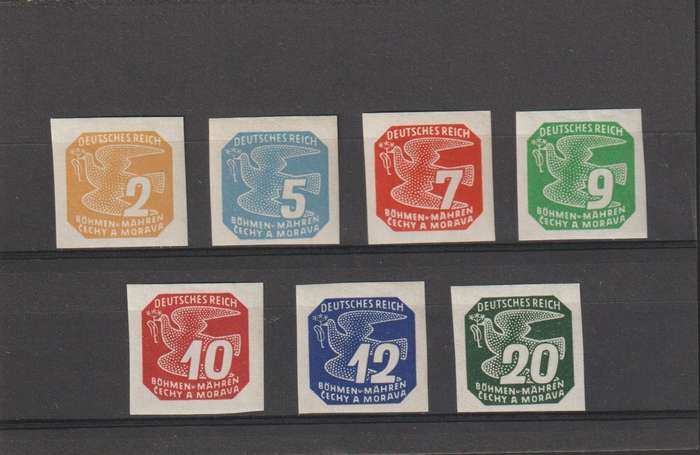 DEUTSCHES REICH
2
BÖHMEN-MÄHREN
ČECHY A MORAVA
DEUTSCHES REICH
5
BÖHMEN-MÄHREN
ČECHY A MORAVA
DEUTSCHES REICH
7
BÖHMEN-MÄHREN
ČECHY A MORAVA
DEUTSCHES REICH
9
BÖHMEN-MÄHREN
ČECHY A MORAVA
DEUTSCHES REICH
10
BÖHMEN-MÄHREN
ČECHY A MORAVA
DEUTSCHES REICH
12
BÖHMEN-MÄHREN
ČECHY A MORAVA
DEUTSCHES REICH
20
BÖHMEN-MÄHREN
ČECHY A MORAVA